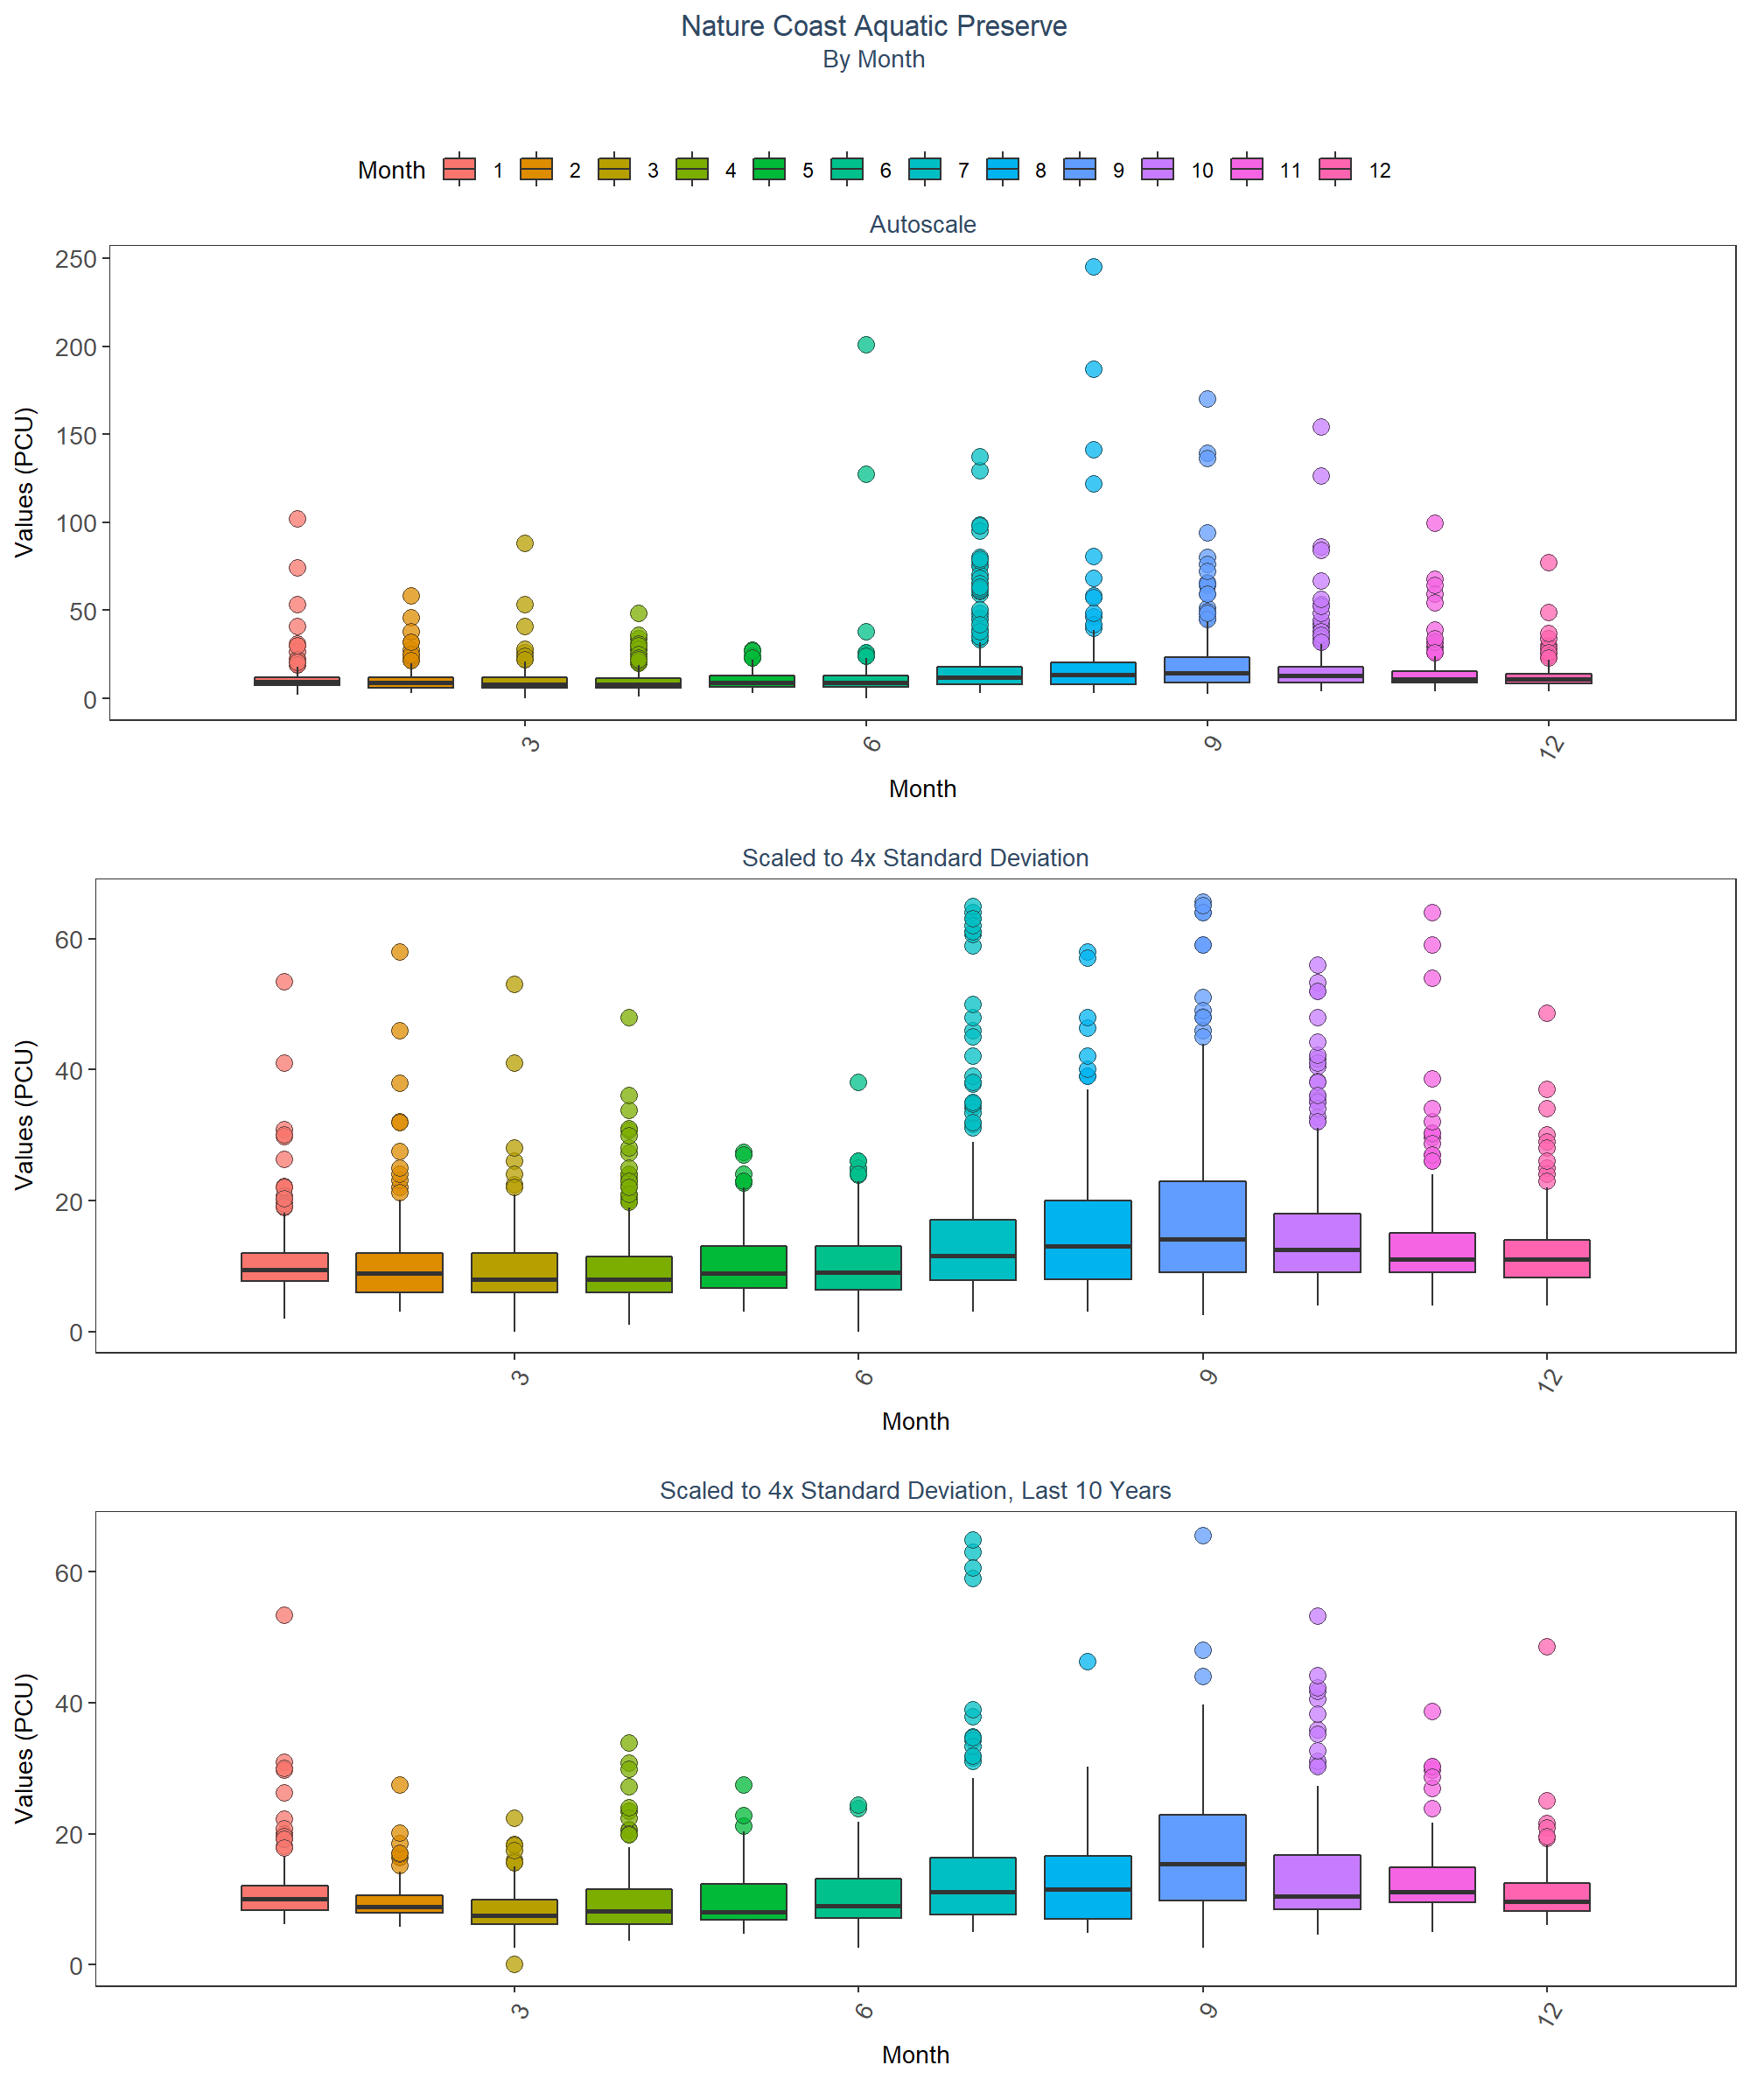 Nature Coast Aquatic Preserve
By Month
Month 1 2 3 4 5 6 7 8 9 10 11 12
Autoscale
250
200
150
100
50
0
Values (PCU)
3 6 9 12
Month
Scaled to 4x Standard Deviation
60
40
20
0
Values (PCU)
3 6 9 12
Month
Scaled to 4x Standard Deviation, Last 10 Years
60
40
20
0
Values (PCU)
3 6 9 12
Month